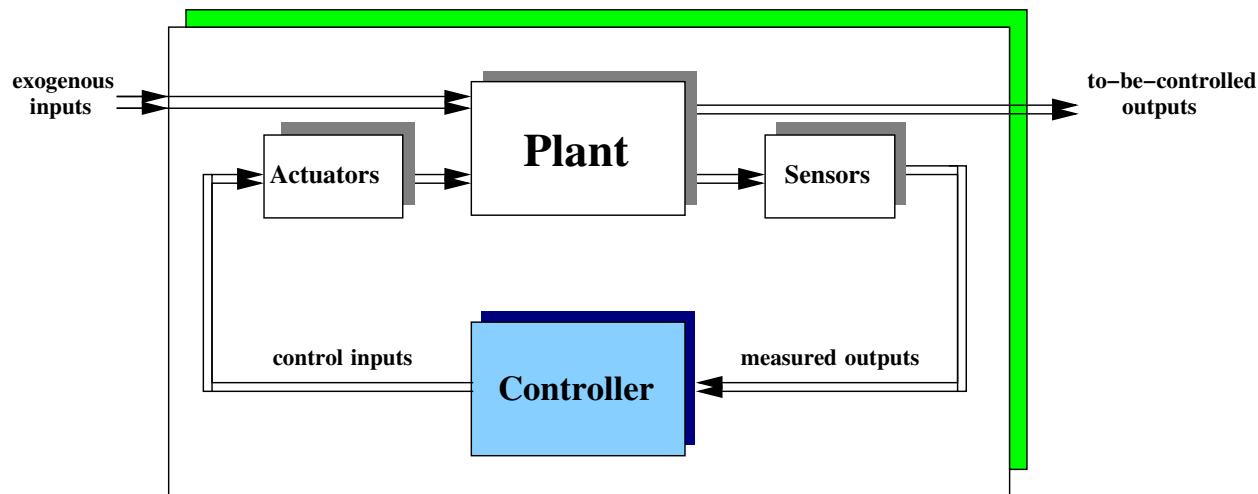 exogenous
inputs
to−be−controlled
outputs
Plant
Actuators
Sensors
control inputs
measured outputs
Controller